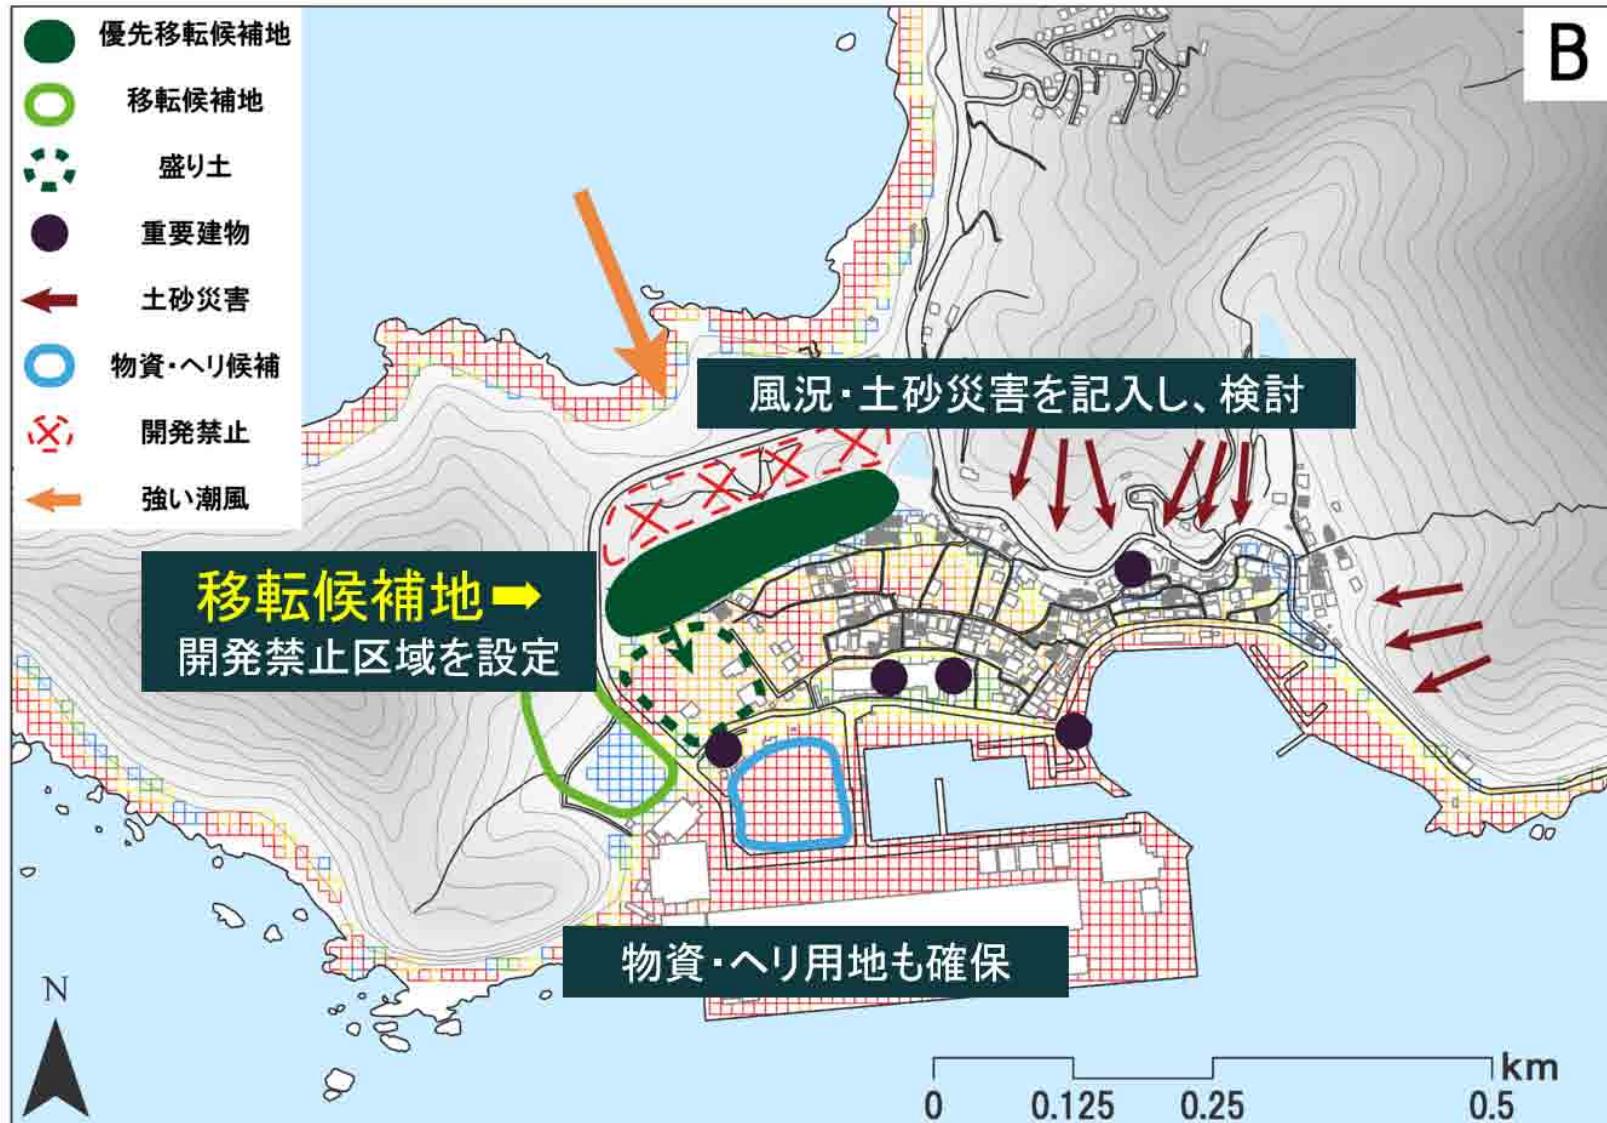 優先移転候補地
移転候補地
盛り土
重要建物
土砂災害
物資・ヘリ候補
開発禁止
強い潮風
B
風況・土砂災害を記入し、検討
移転候補地➡
開発禁止区域を設定
物資・ヘリ用地も確保
N
km
0 0.125 0.25 0.5